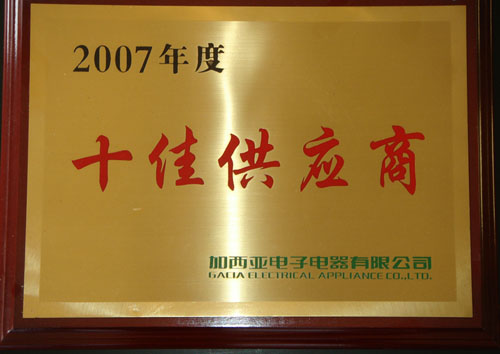 2007年度
十佳供应商
加西亚电子电器有限公司
GACIA ELECTRICAL APPLIANCE CO.,LTD.